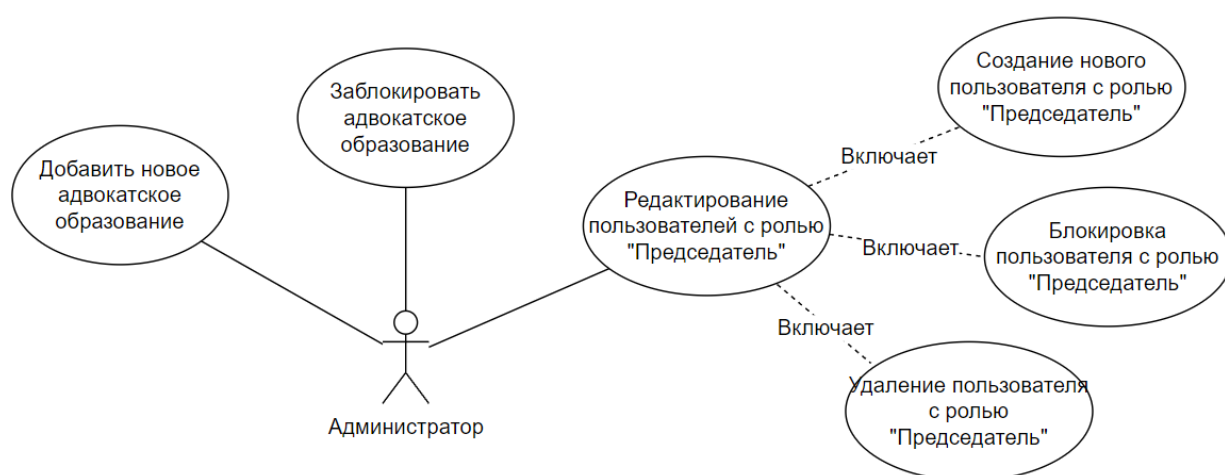 Добавить новое
адвокатское
образование
Заблокировать
адвокатское
образование
Редактирование
пользователей с ролью
"Председатель"
Включает
Создание нового
пользователя с ролью
"Председатель"
Включает
Блокировка
пользователя с ролью
"Председатель"
Включает
Удаление пользователя
с ролью
"Председатель"
Администратор